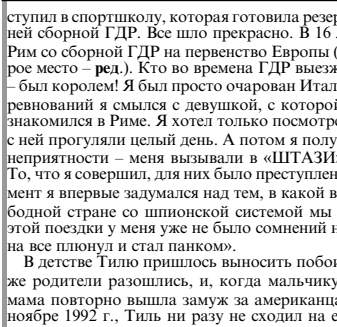 ступил в спортшколу, которая готовила резер
ней сборной ГДР. Все шло прекрасно. В 16 л
Рим со сборной ГДР на первенство Европы (
рое место – ред.). Кто во времена ГДР выезж
– был королем! Я был просто очарован Итал
ревнований я смылся с девушкой, с которой
знакомился в Риме. Я хотел только посмотре
с ней прогуляли целый день. А потом я полу
неприятности – меня вызывали в «ШТАЗИ»
То, что я совершил, для них было преступлен
мент я впервые задумался над тем, в какой
бодной стране со шпионской системой мы
этой поездки у меня уже не было сомнений н
на все плюнул и стал панком».
В детстве Тилю пришлось выносить побои
же родители разошлись, и, когда мальчику
мама повторно вышла замуж за американца
ноябре 1992 г., Тиль ни разу не сходил на е